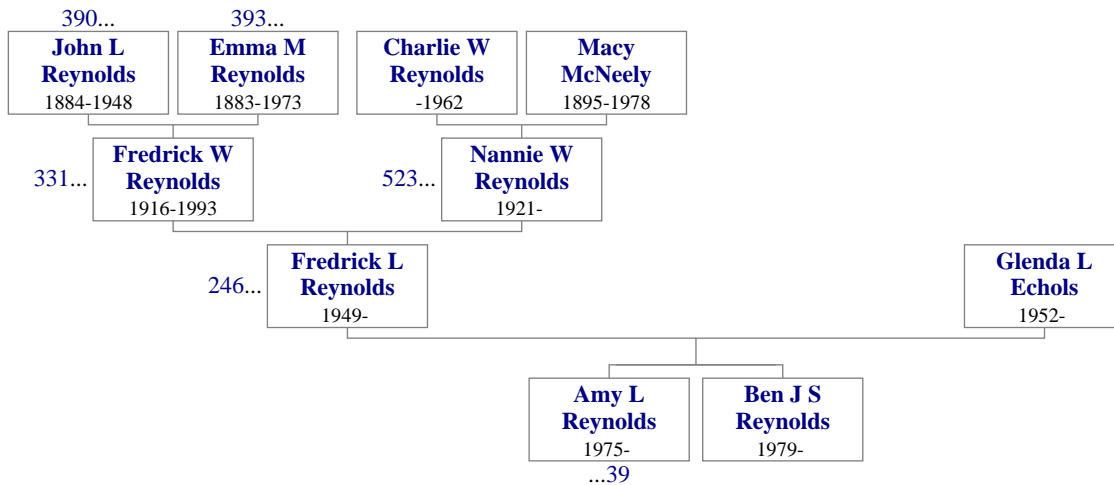 390...
393...
John L
Reynolds
1884-1948
Emma M
Reynolds
1883-1973
Charlie W
Reynolds
-1962
Macy
McNeely
1895-1978
331...
Fredrick W
Reynolds
1916-1993
523...
Nannie W
Reynolds
1921-
246...
Fredrick L
Reynolds
1949-
Glenda L
Echols
1952-
Amy L
Reynolds
1975-
Ben J S
Reynolds
1979-
...39